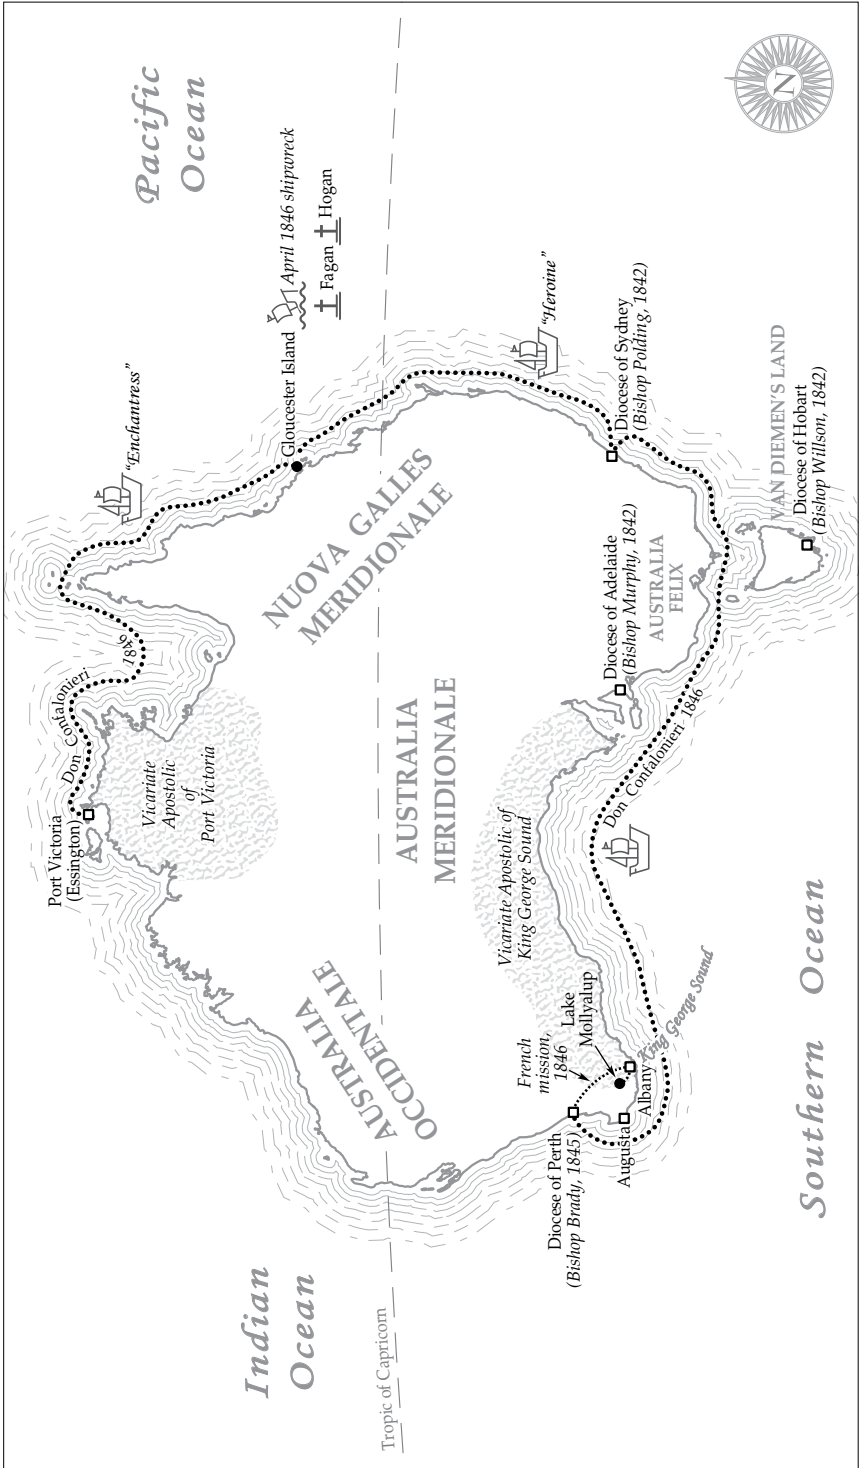 Pacific
Ocean
N
April 1846 shipwreck
Fagan
Hogan
Gloucester Island
"Enchantress"
"Heroine"
Diocese of Sydney
(Bishop Polding, 1842)
VAN DIEMEN'S LAND
Diocese of Hobart
(Bishop Willson, 1842)
NUOVA GALLES
MERIDIONALE
Diocese of Adelaide
(Bishop Murphy, 1842)
AUSTRALIA
FELIX
Don Confalonieri
1846
Port Victoria
(Essington)
Vicariate
Apostolic
of
Port Victoria
AUSTRALIA
MERIDIONALE
Don Confalonieri 1846
Vicariate Apostolic of
King George Sound
AUSTRALIA
OCCIDENTALE
French
mission,
1846
Lake
Mollyalup
King George Sound
Albany
Augusta
Diocese of Perth
(Bishop Brady, 1845)
Southern Ocean
Indian
Ocean
Tropic of Capricorn